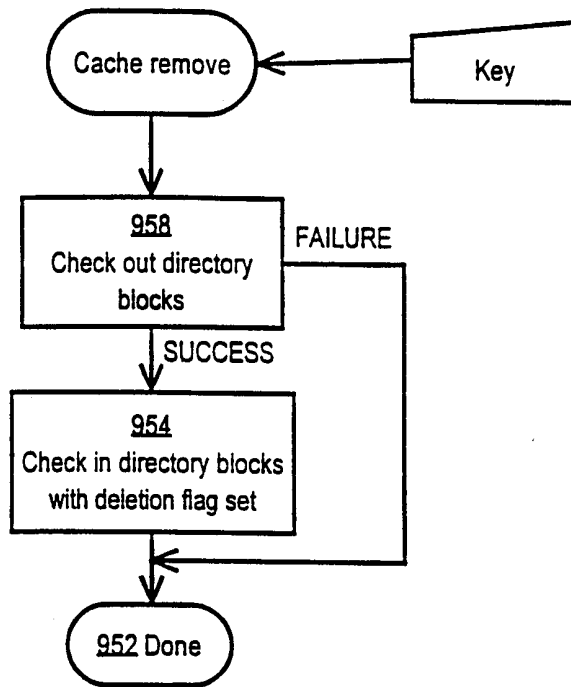 Cache remove
Key
958
Check out directory
blocks
FAILURE
SUCCESS
954
Check in directory blocks
with deletion flag set
952 Done